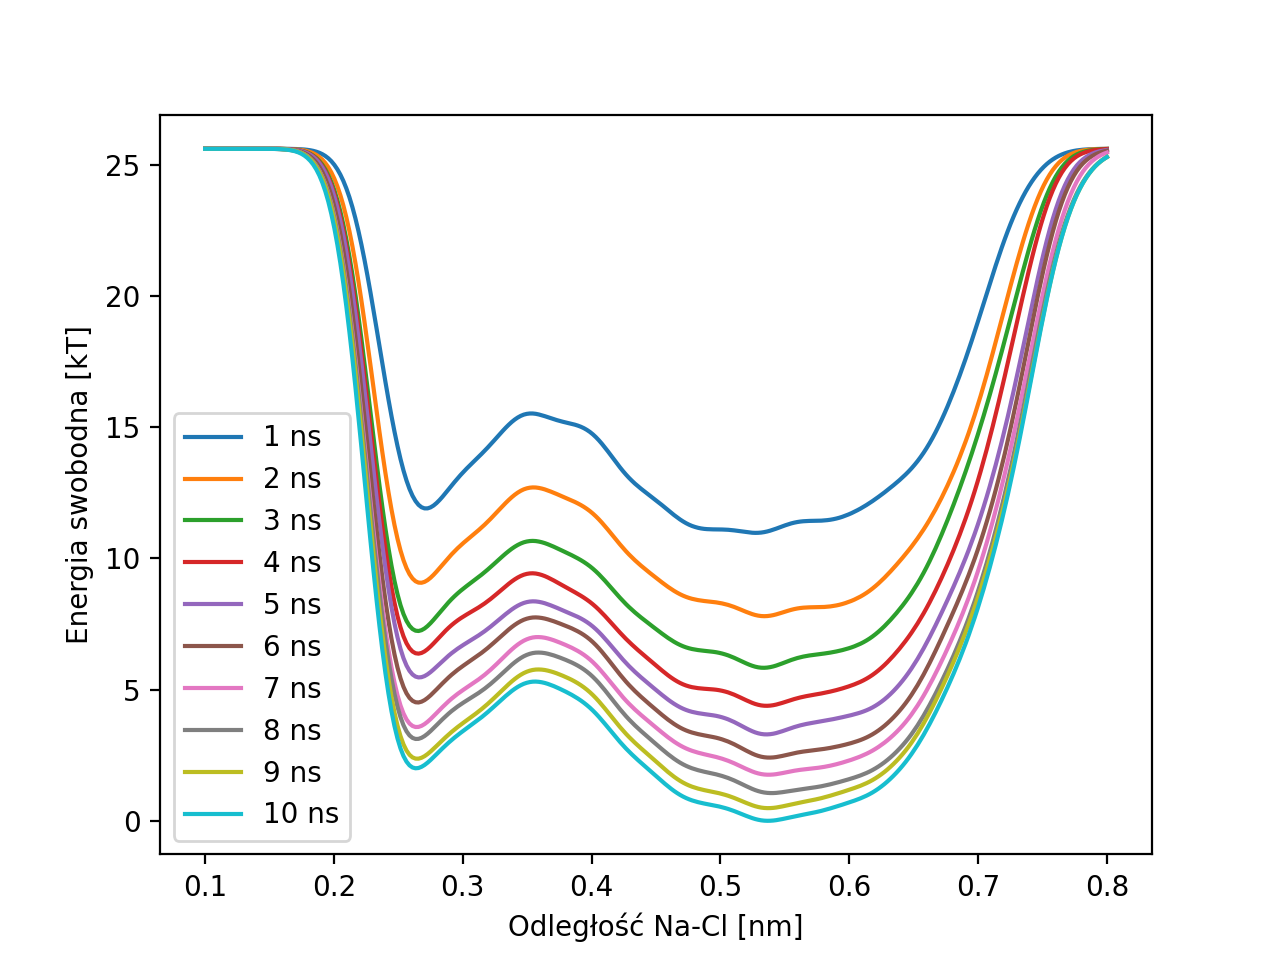 25
20
15
10
5
0
Energia swobodna [kT]
1 ns
2 ns
3 ns
4 ns
5 ns
6 ns
7 ns
8 ns
9 ns
10 ns
0.1 0.2 0.3 0.4 0.5 0.6 0.7 0.8
Odległość Na-Cl [nm]